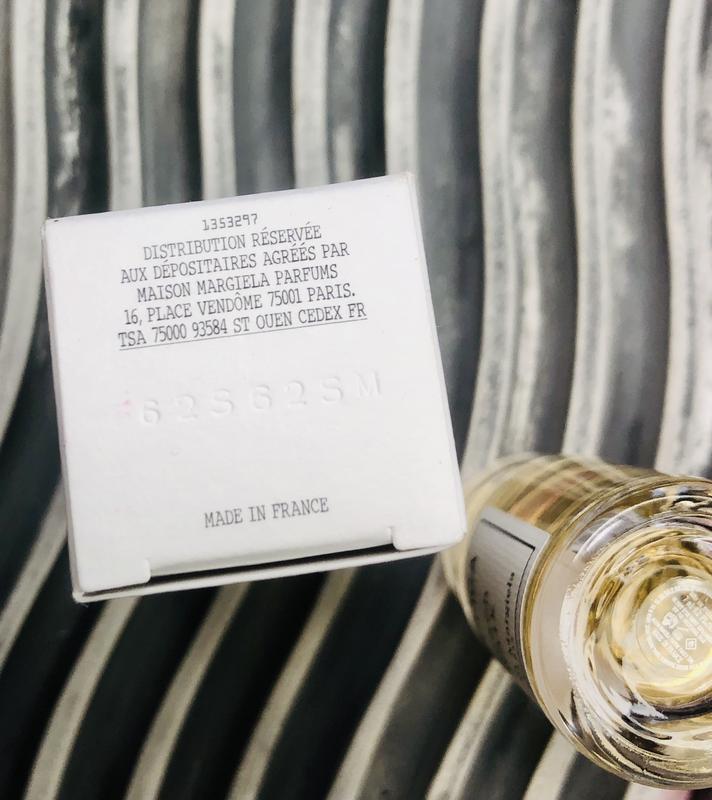 1353297
DISTRIBUTION RÉSERVÉE
AUX DÉPOSITAIRES AGRÉÉS PAR
MAISON MARGIELA PARFUMS
16, PLACE VENDÔME 75001 PARIS.
TSA 75000 93584 ST OUEN CEDEX FR
62S62SM
MADE IN FRANCE
Margiela